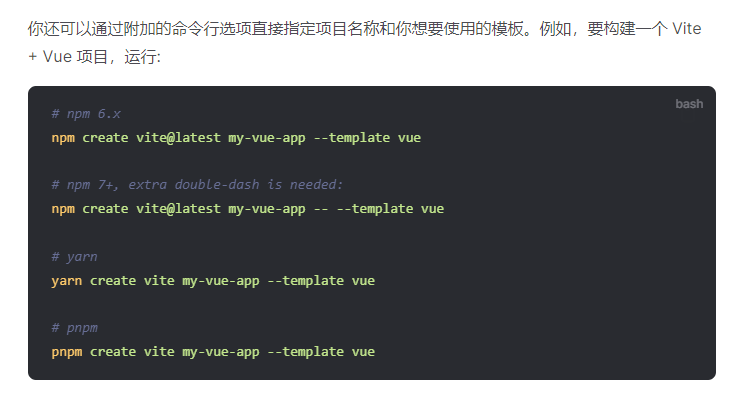 你还可以通过附加的命令行选项直接指定项目名称和你想要使用的模板。例如，要构建一个 Vite
+ Vue 项目，运行:
bash
# npm 6.x
npm create vite@latest my-vue-app --template vue
# npm 7+, extra double-dash is needed:
npm create vite@latest my-vue-app -- --template vue
# yarn
yarn create vite my-vue-app --template vue
# pnpm
pnpm create vite my-vue-app --template vue